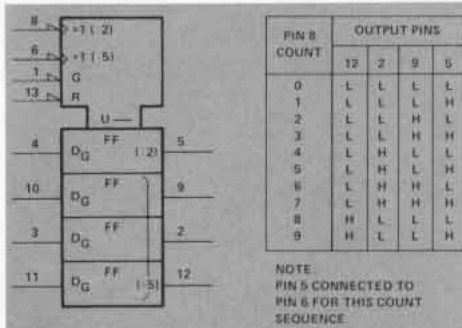 8 +1 ( 2)
6 +1 ( 5)
1 G
13 R
U
4 DG FF (÷2) 5
10 DG FF 9
3 DG FF 2
11 DG FF (÷5) 12
PIN 8 COUNT OUTPUT PINS
12 2 9 5
0 L L L L
1 L L L H
2 L L H L
3 L L H H
4 L H L L
5 L H L H
6 L H H L
7 L H H H
8 H L L L
9 H L L H
NOTE:
PIN 5 CONNECTED TO
PIN 6 FOR THIS COUNT
SEQUENCE